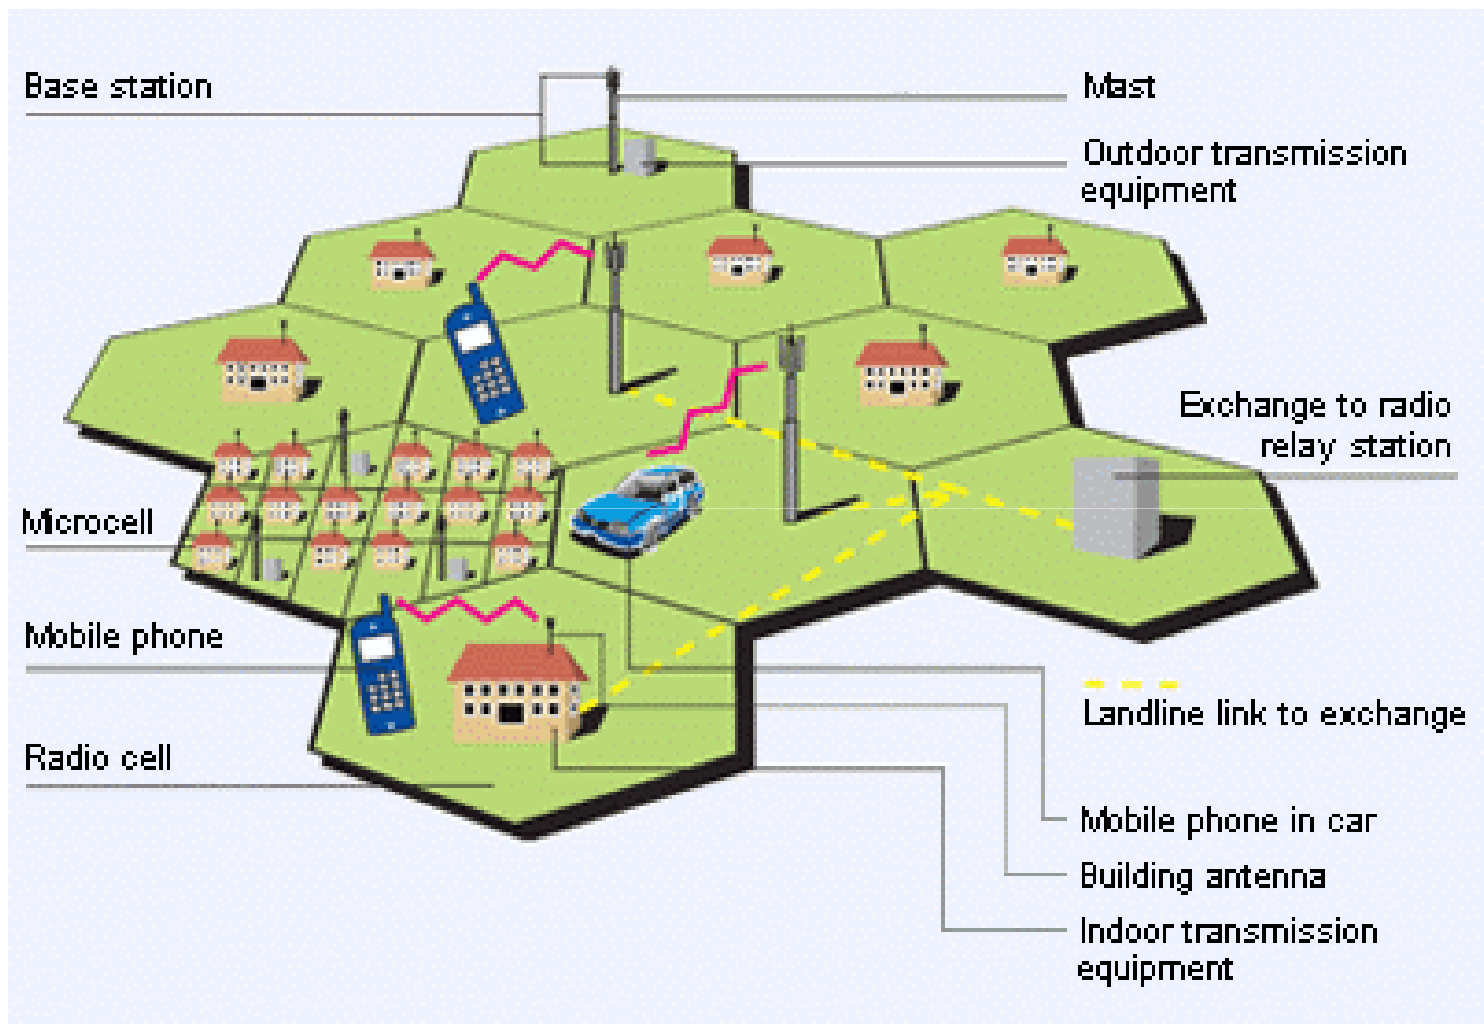 Base station
Mast
Outdoor transmission
equipment
Exchange to radio
relay station
Microcell
Mobile phone
Landline link to exchange
Radio cell
Mobile phone in car
Building antenna
Indoor transmission
equipment